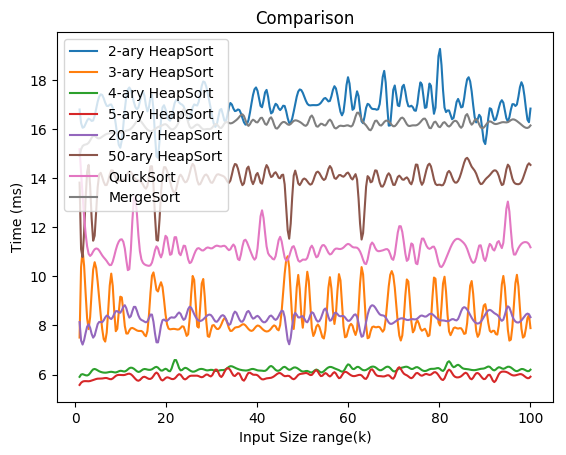 Comparison
2-ary HeapSort
3-ary HeapSort
4-ary HeapSort
5-ary HeapSort
20-ary HeapSort
50-ary HeapSort
QuickSort
MergeSort
Time (ms)
18
16
14
12
10
8
6
0 20 40 60 80 100
Input Size range(k)